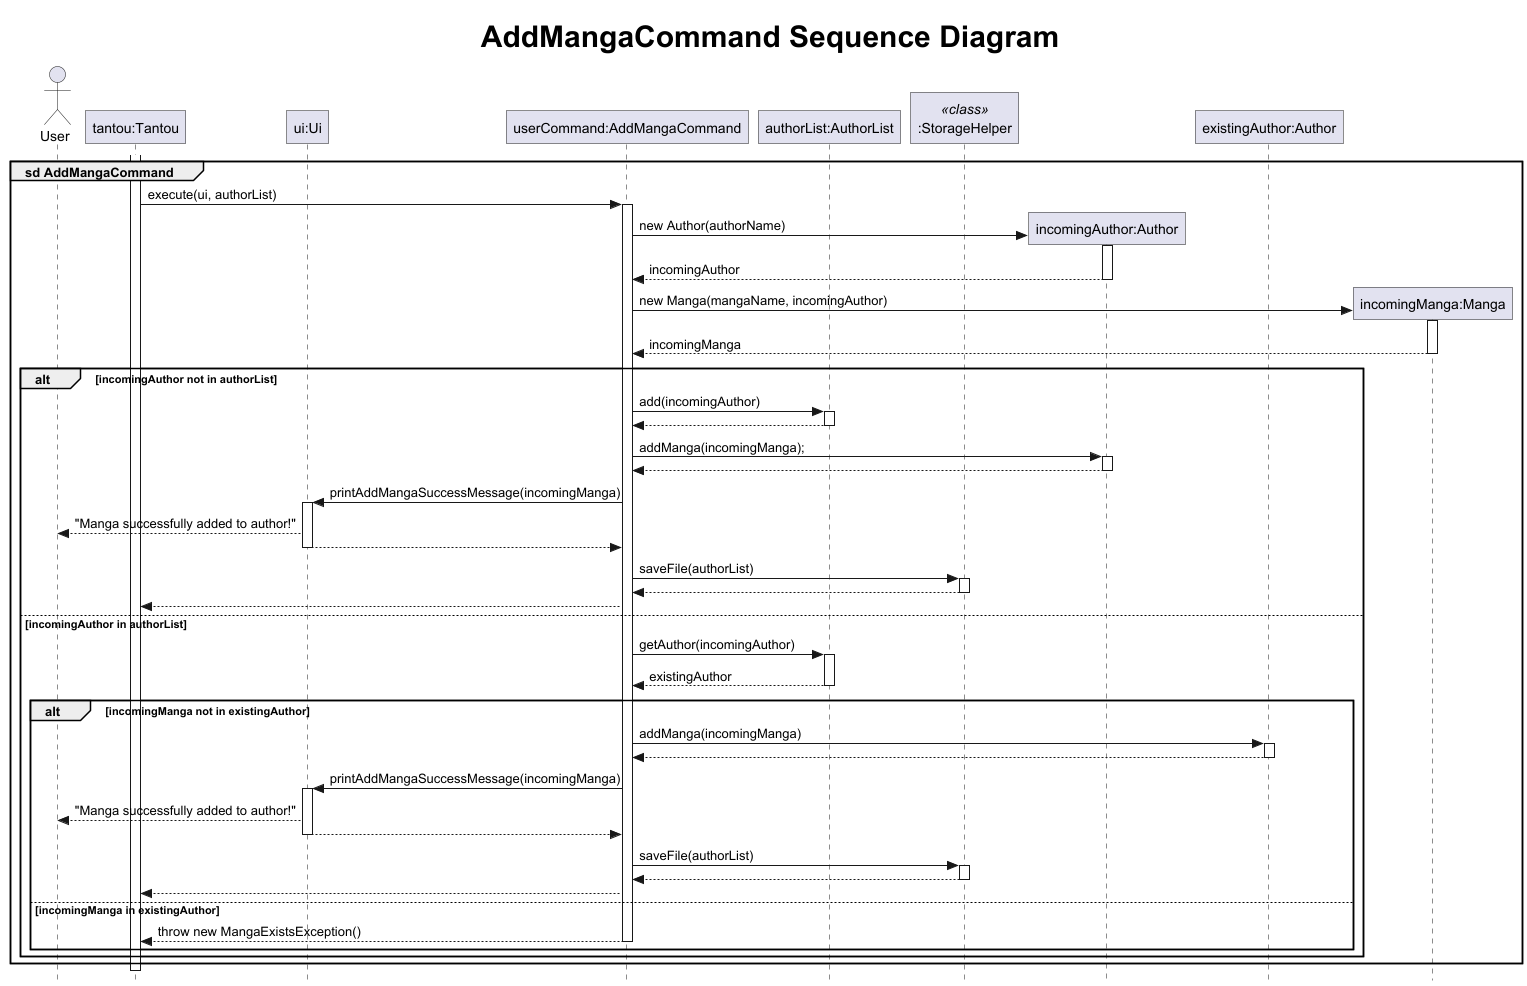 AddMangaCommand Sequence Diagram
User
tantou:Tantou
ui:Ui
userCommand:AddMangaCommand
authorList:AuthorList
«class»
:StorageHelper
existingAuthor:Author
sd AddMangaCommand
execute(ui, authorList)
new Author(authorName)
incomingAuthor:Author
incomingAuthor
new Manga(mangaName, incomingAuthor)
incomingManga:Manga
incomingManga
alt
[incomingAuthor not in authorList]
add(incomingAuthor)
addManga(incomingManga);
printAddMangaSuccessMessage(incomingManga)
"Manga successfully added to author!"
saveFile(authorList)
[incomingAuthor in authorList]
getAuthor(incomingAuthor)
existingAuthor
alt
[incomingManga not in existingAuthor]
addManga(incomingManga)
printAddMangaSuccessMessage(incomingManga)
"Manga successfully added to author!"
saveFile(authorList)
[incomingManga in existingAuthor]
throw new MangaExistsException()